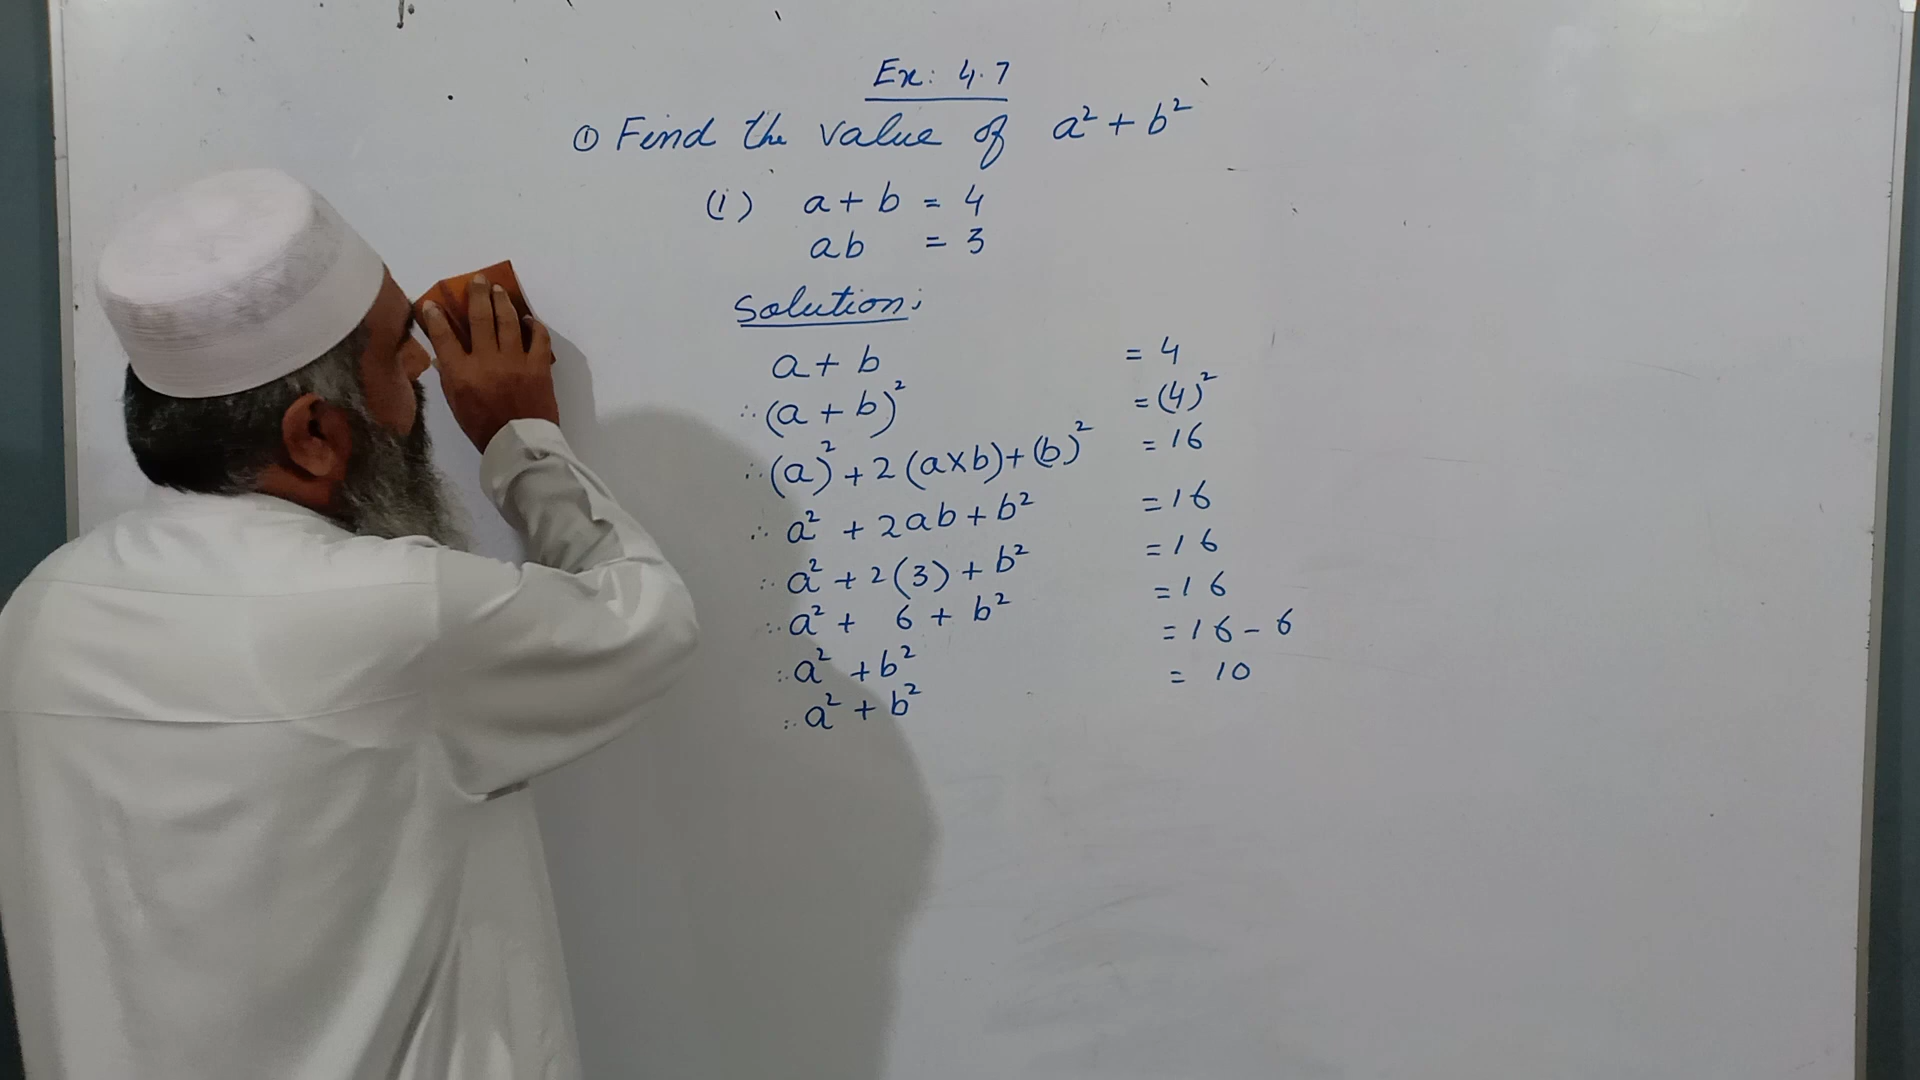 Ex: 4.7
① Find the value of a² + b²
(i) a + b = 4
ab = 3
Solution:
a + b = 4
∴ (a + b)² = (4)²
∴ (a)² + 2 (a×b) + (b)² = 16
∴ a² + 2ab + b² = 16
∴ a² + 2(3) + b² = 16
∴ a² + 6 + b² = 16
∴ a² + b² = 16 - 6
∴ a² + b² = 10